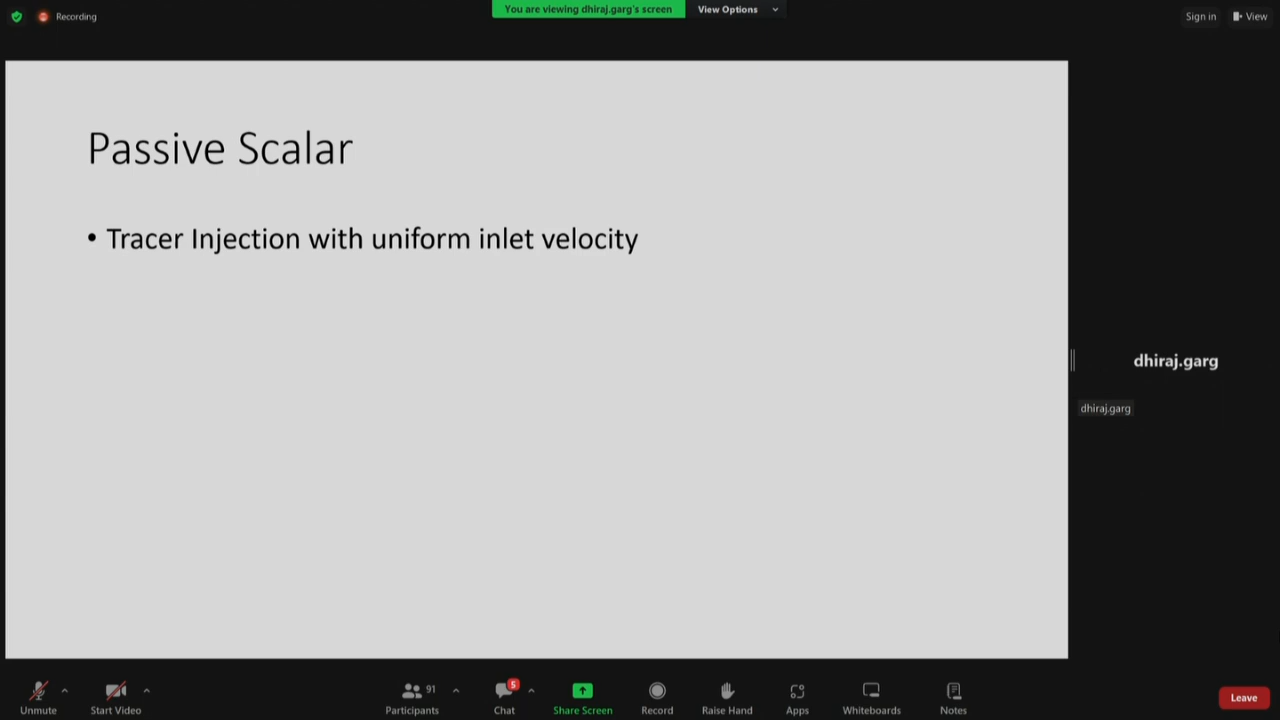 Recording
You are viewing dhiraj.garg's screen
View Options
Sign in
View
Passive Scalar
• Tracer Injection with uniform inlet velocity
dhiraj.garg
dhiraj.garg
Unmute
Start Video
Participants
91
Chat
5
Share Screen
Record
Raise Hand
Apps
Whiteboards
Notes
Leave